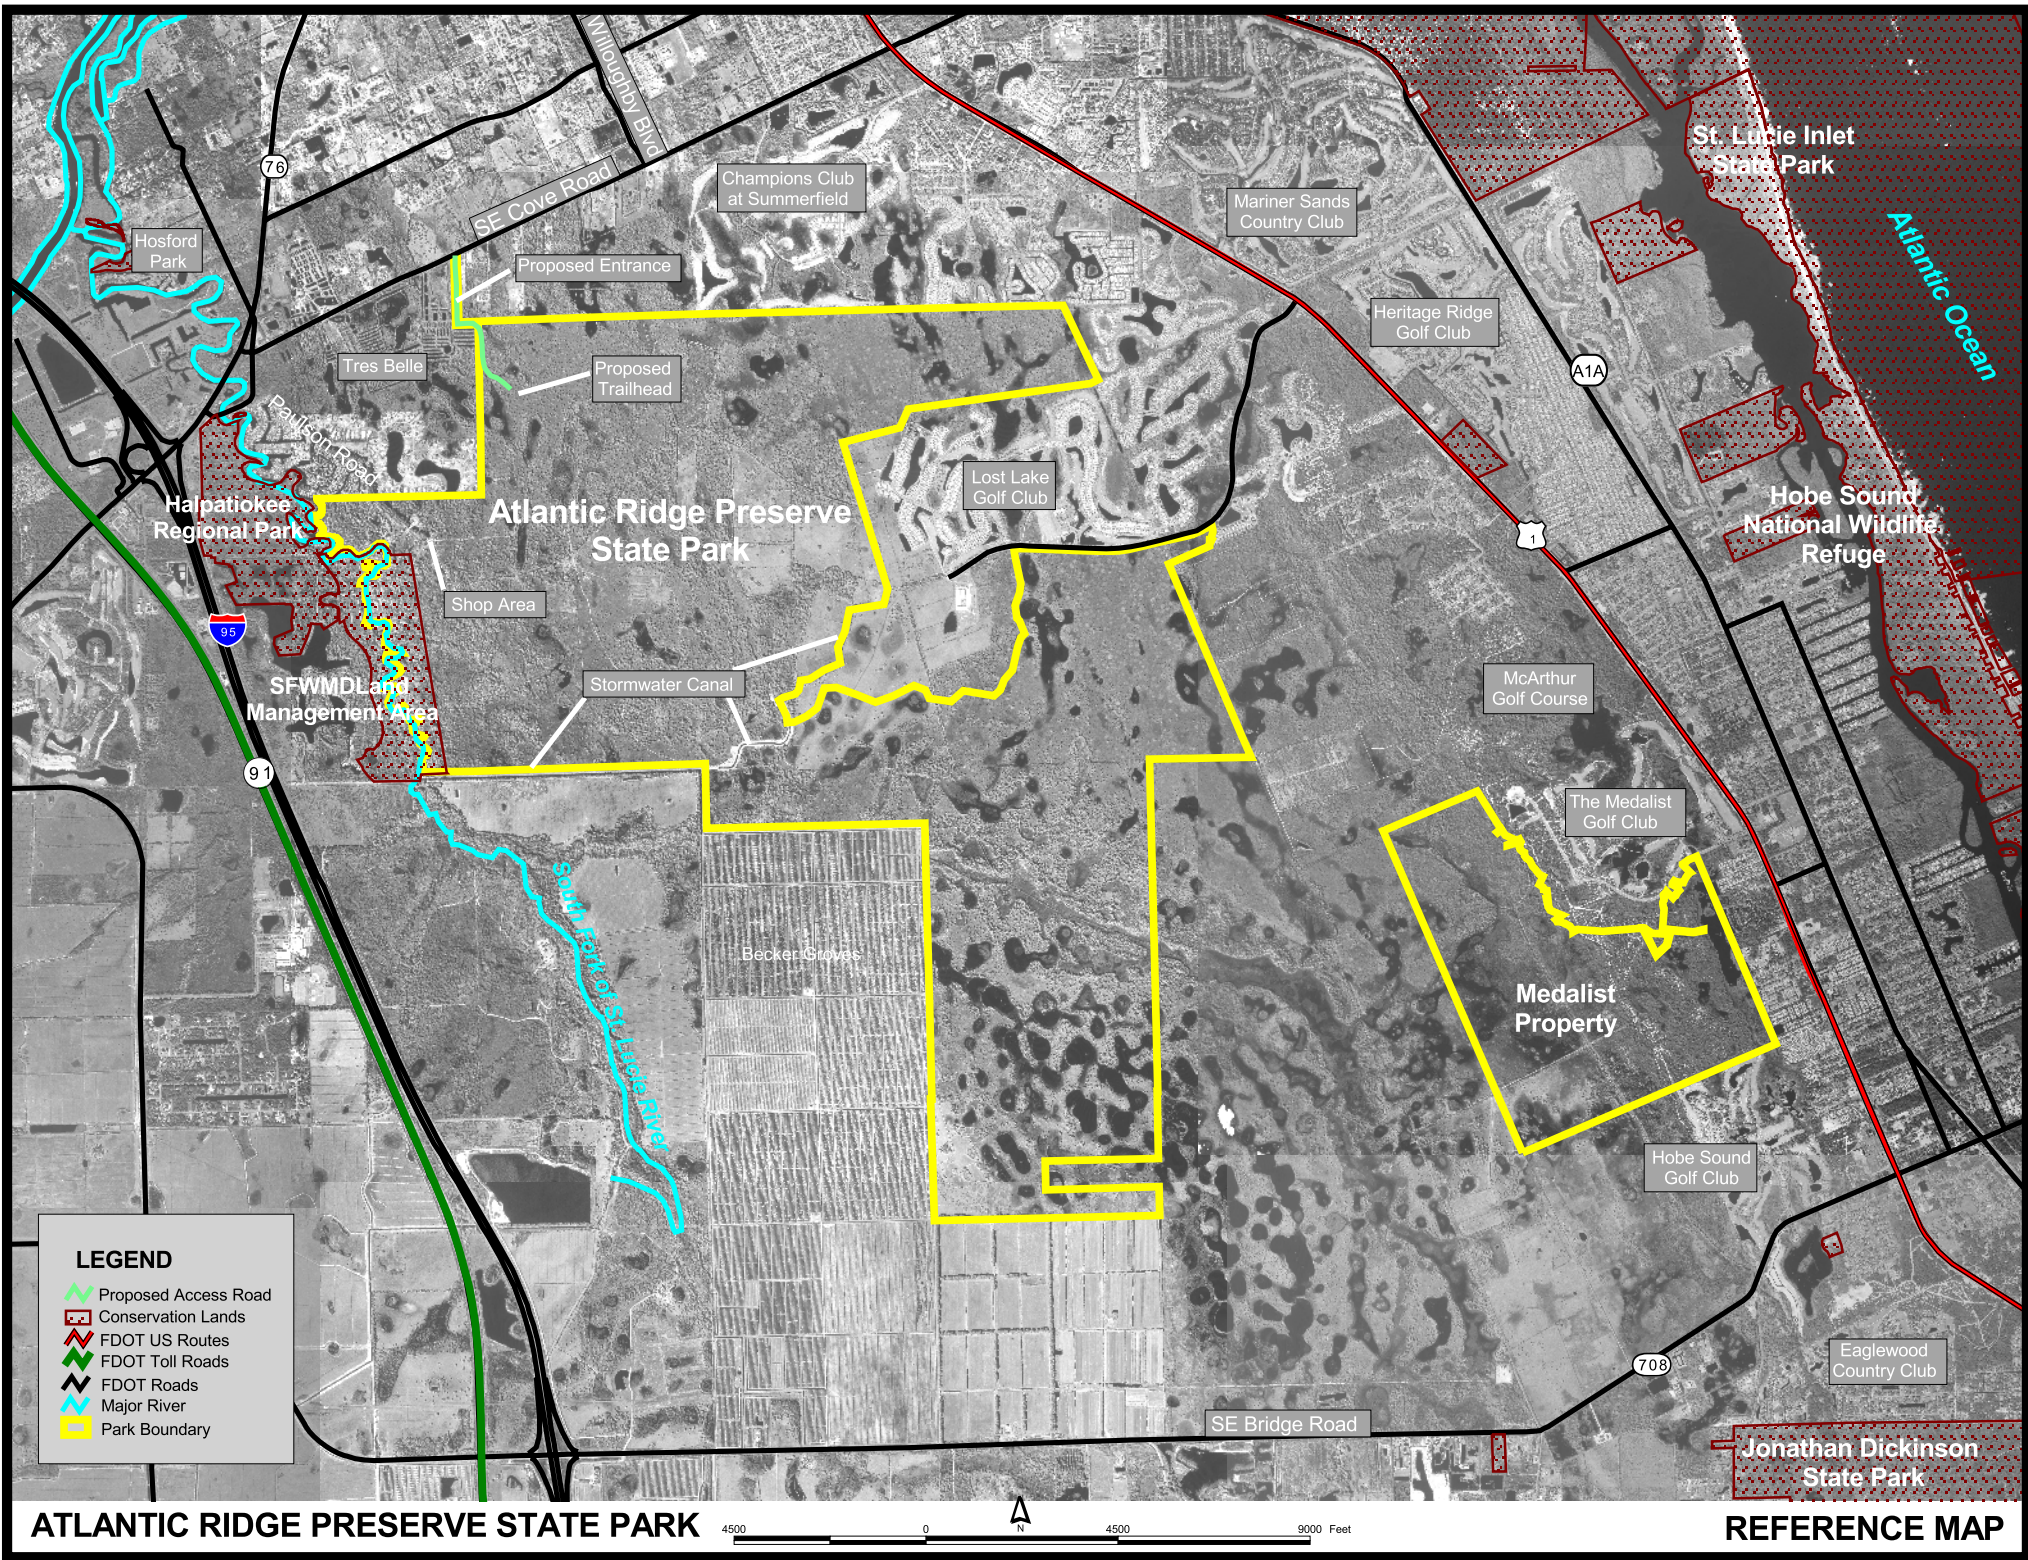 Willoughby Blvd
St. Lucie Inlet
State Park
76
SE Cove Road
Champions Club
at Summerfield
Mariner Sands
Country Club
Atlantic Ocean
Hosford
Park
Proposed Entrance
Heritage Ridge
Golf Club
Tres Belle
Proposed
Trailhead
A1A
Paulson Road
Lost Lake
Golf Club
Halpatiokee
Regional Park
Atlantic Ridge Preserve
State Park
Hobe Sound
National Wildlife
Refuge
1
Shop Area
95
Stormwater Canal
SFWMDLand
Management Area
McArthur
Golf Course
91
The Medalist
Golf Club
South Fork of St. Lucie River
Becker Groves
Medalist
Property
Hobe Sound
Golf Club
LEGEND
Proposed Access Road
Conservation Lands
FDOT US Routes
FDOT Toll Roads
FDOT Roads
Major River
Park Boundary
708
Eaglewood
Country Club
SE Bridge Road
Jonathan Dickinson
State Park
ATLANTIC RIDGE PRESERVE STATE PARK
4500 0 4500 9000 Feet
N
REFERENCE MAP